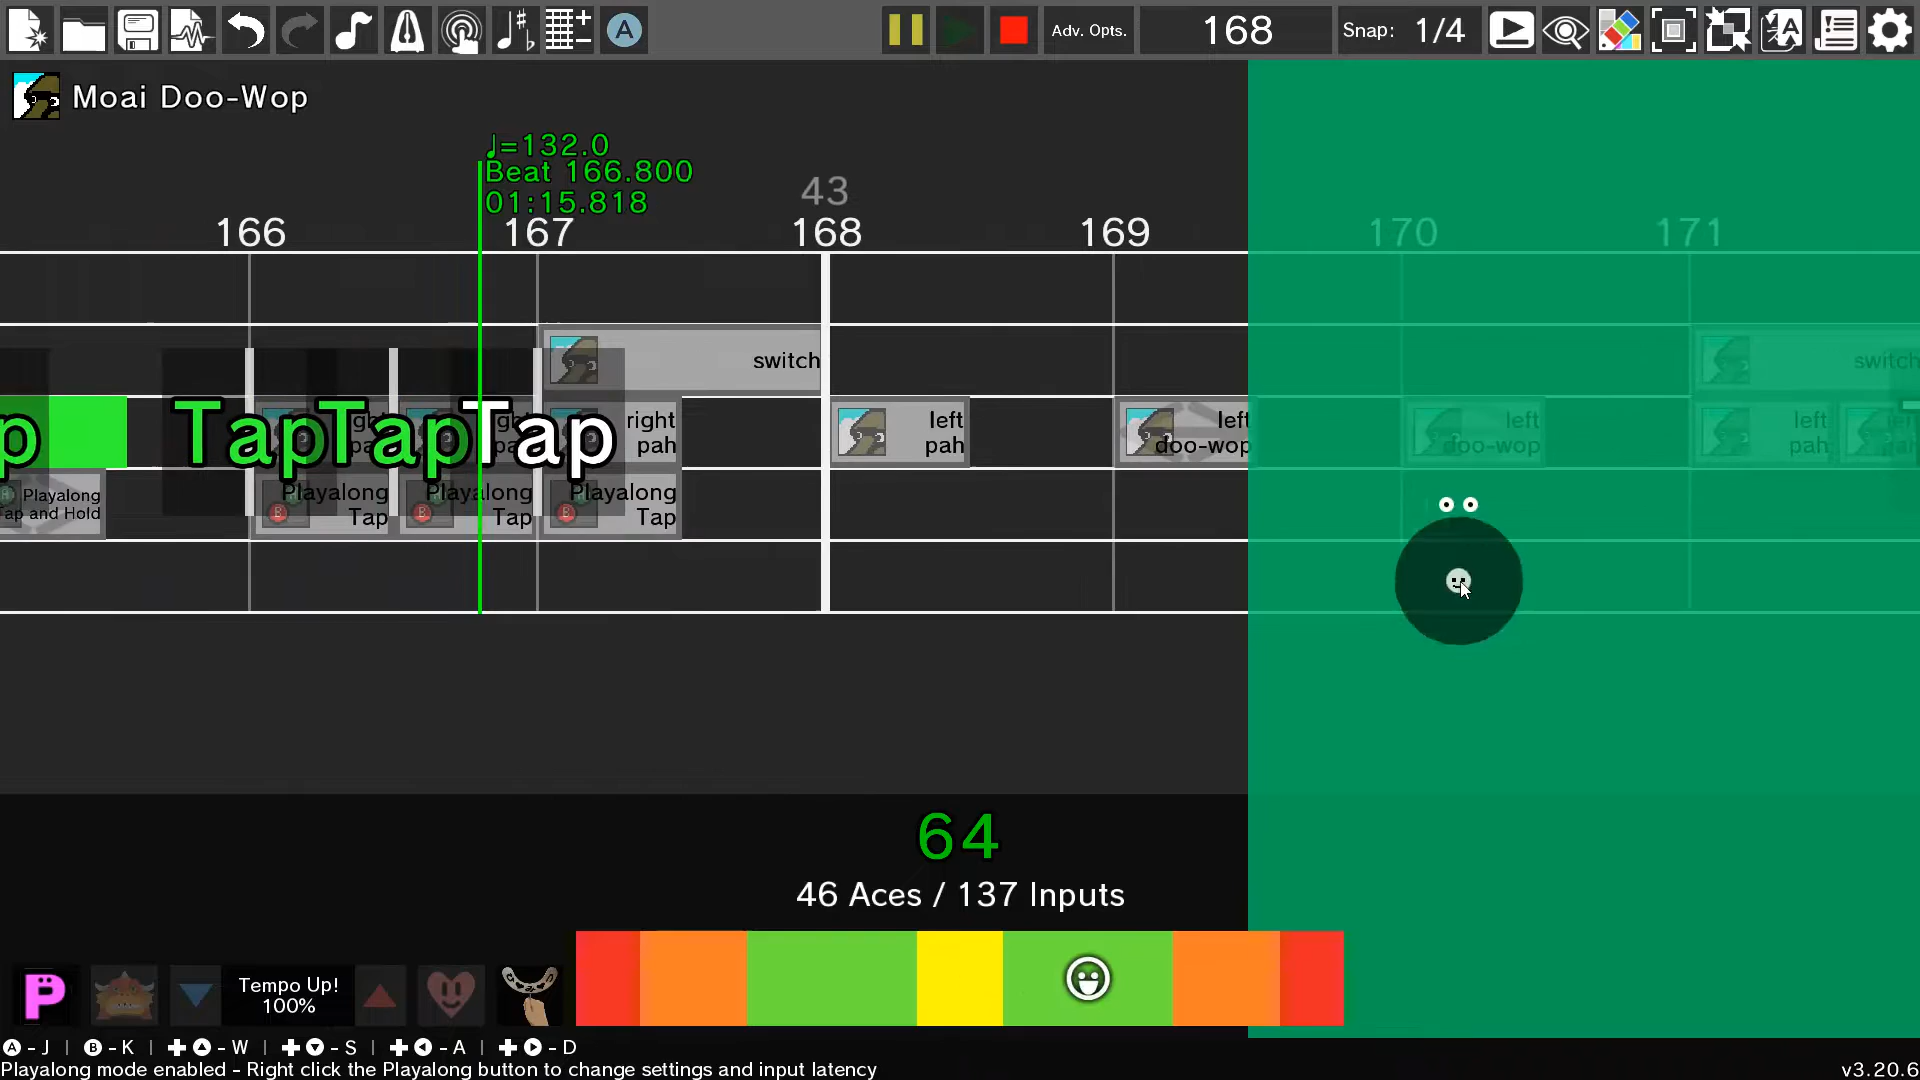 Adv. Opts.
168
Snap: 1/4
A
Moai Doo-Wop
♩=132.0
Beat 166.800
01:15.818
43
166 167 168 169 170 171
switch
switch
TapTapTap
right
pah
left
pah
left
doo-wop
left
doo-wop
left
pah
Playalong
Tap and Hold
Playalong
Tap
Playalong
Tap
Playalong
Tap
64
46 Aces / 137 Inputs
P
Tempo Up!
100%
A - J | B - K | - W | - S | - A | - D
Playalong mode enabled - Right click the Playalong button to change settings and input latency
v3.20.6